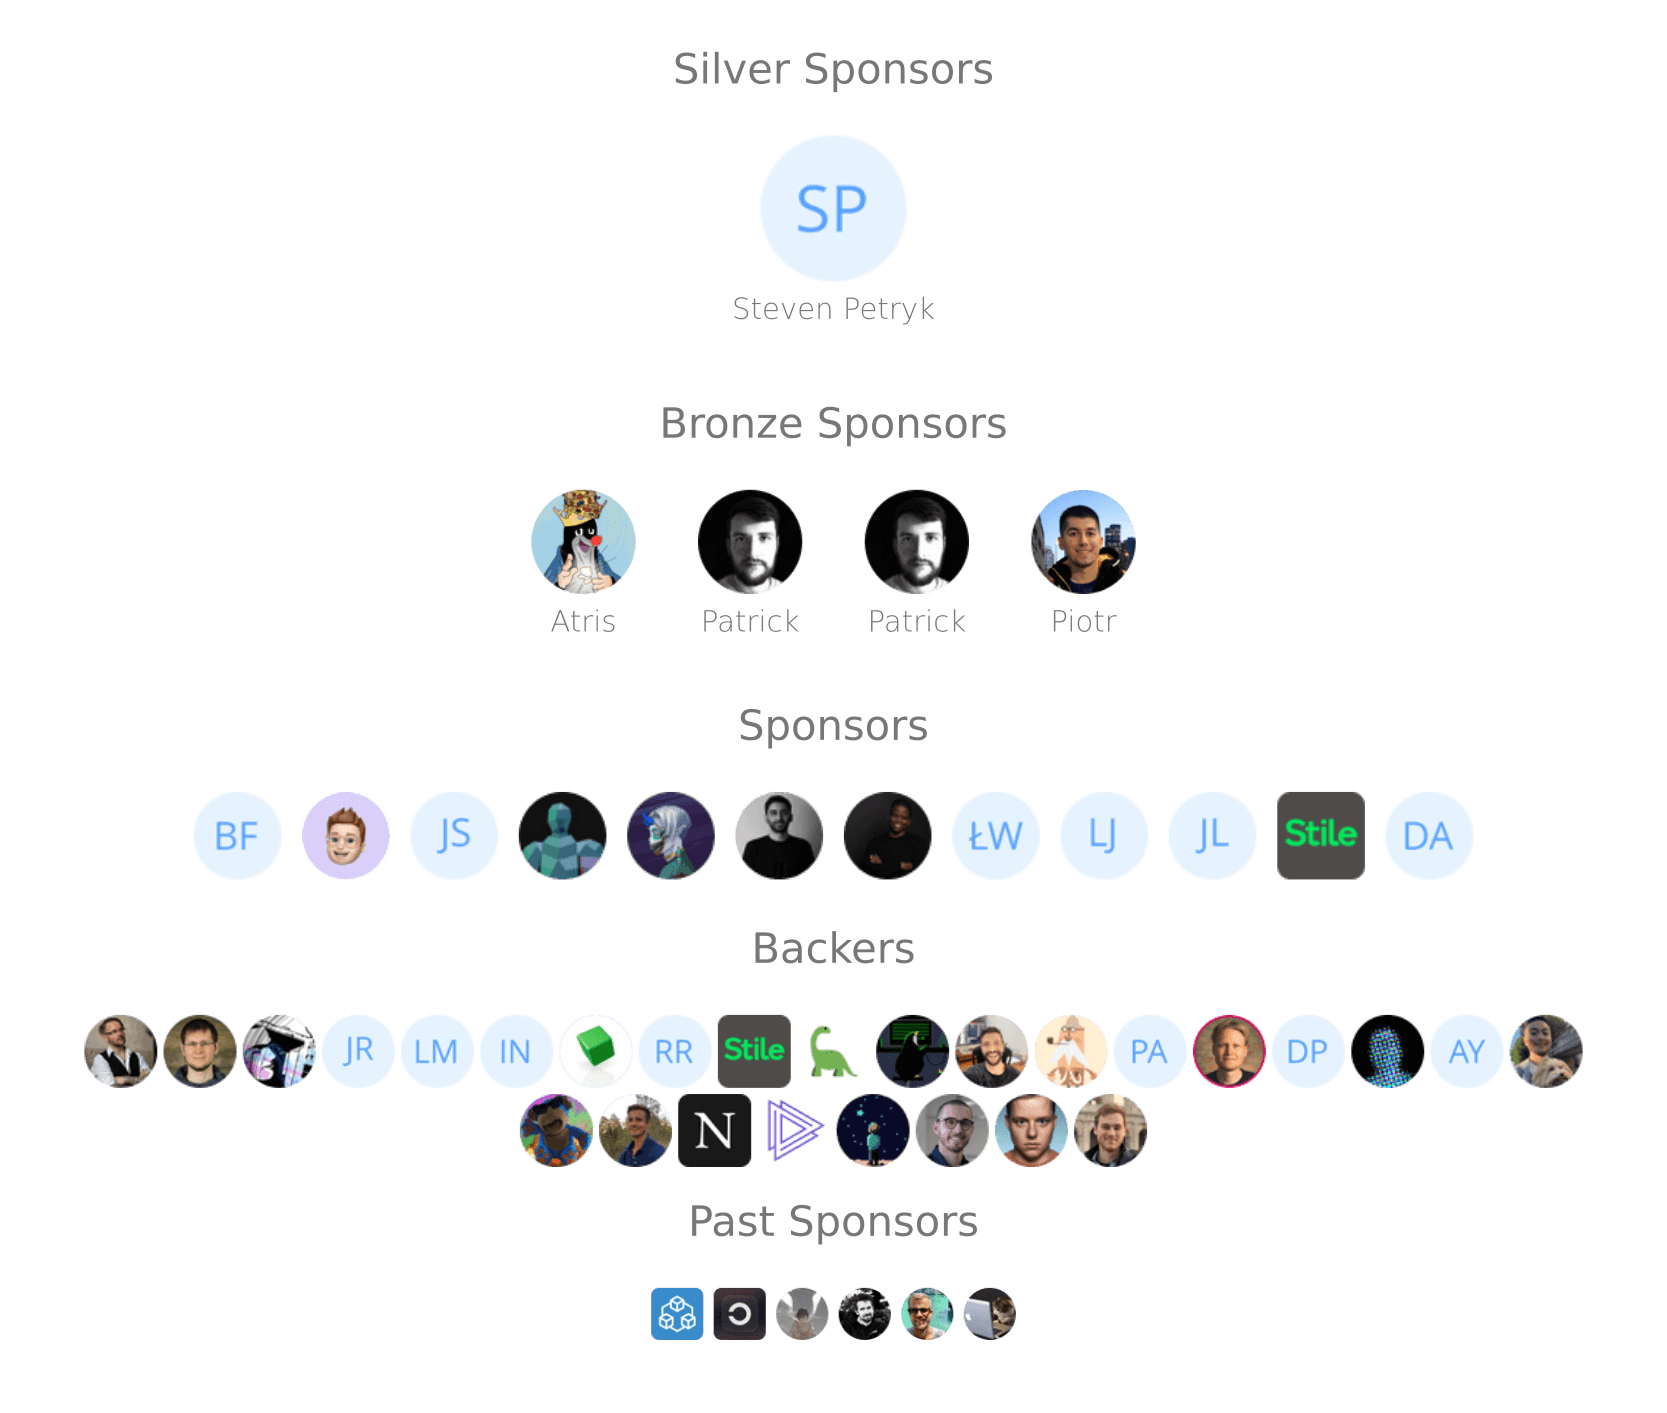 Silver Sponsors
SP
Steven Petryk
Bronze Sponsors
Atris Patrick Patrick Piotr
Sponsors
BF JS ŁW LJ JL Stile DA
Backers
JR LM IN RR Stile PA DP AY
N
Past Sponsors